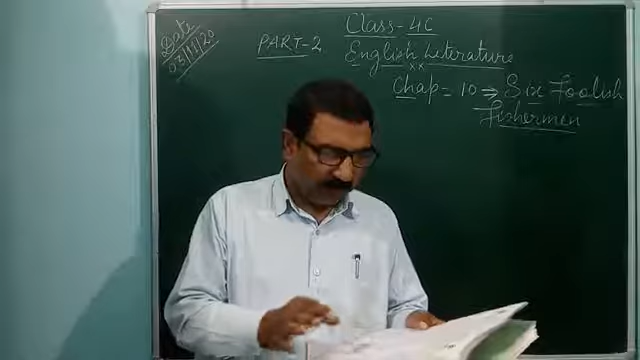 Date
03/11/20
PART-2
Class-4C
English Literature
Chap = 10 → Six Foolish
Fishermen